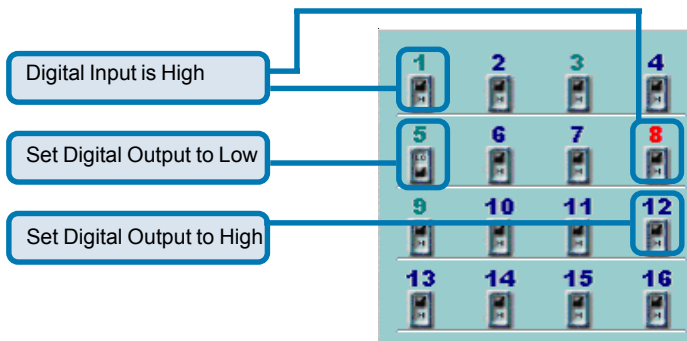 Digital Input is High
Set Digital Output to Low
Set Digital Output to High
1 2 3 4
H H H H
5 6 7 8
LO H H H
9 10 11 12
H H H H
13 14 15 16
H H H H